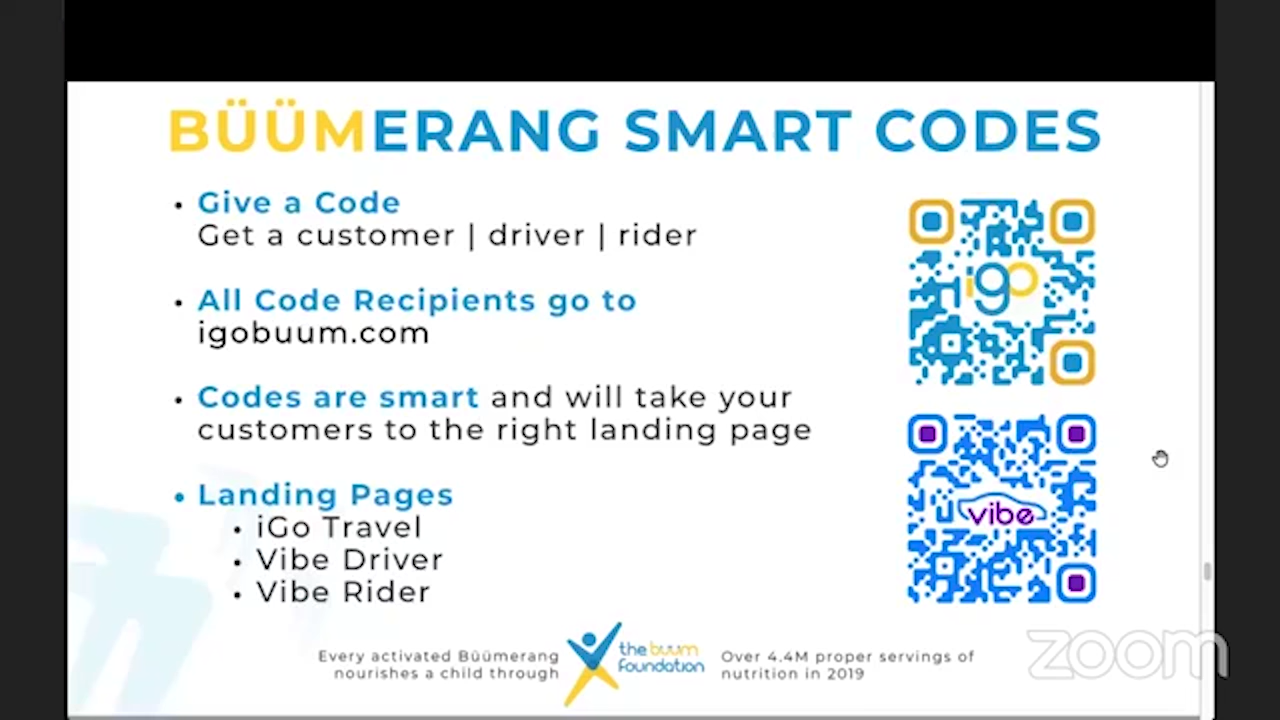 BÜÜMERANG SMART CODES
Give a Code
Get a customer | driver | rider
All Code Recipients go to
igobuum.com
Codes are smart and will take your
customers to the right landing page
Landing Pages
iGo Travel
Vibe Driver
Vibe Rider
igo
vibe
Every activated Büümerang
nourishes a child through
the büüm
foundation
Over 4.4M proper servings of
nutrition in 2019
zoom